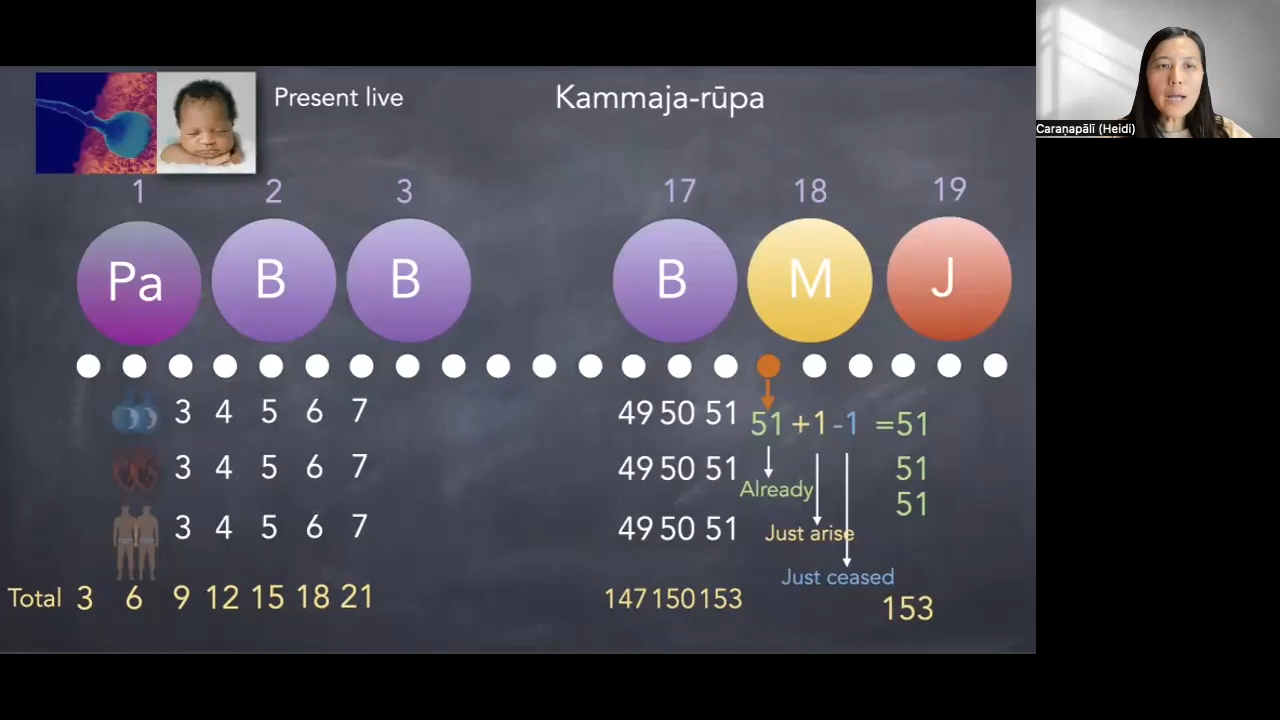 Present live
Kammaja-rūpa
Caraṇapālī (Heidi)
1 2 3 17 18 19
Pa B B B M J
3 4 5 6 7 49 50 51 51 +1 -1 =51
3 4 5 6 7 49 50 51 51
Already
51
3 4 5 6 7 49 50 51
Just arise
Just ceased
Total 3 6 9 12 15 18 21 147 150 153 153